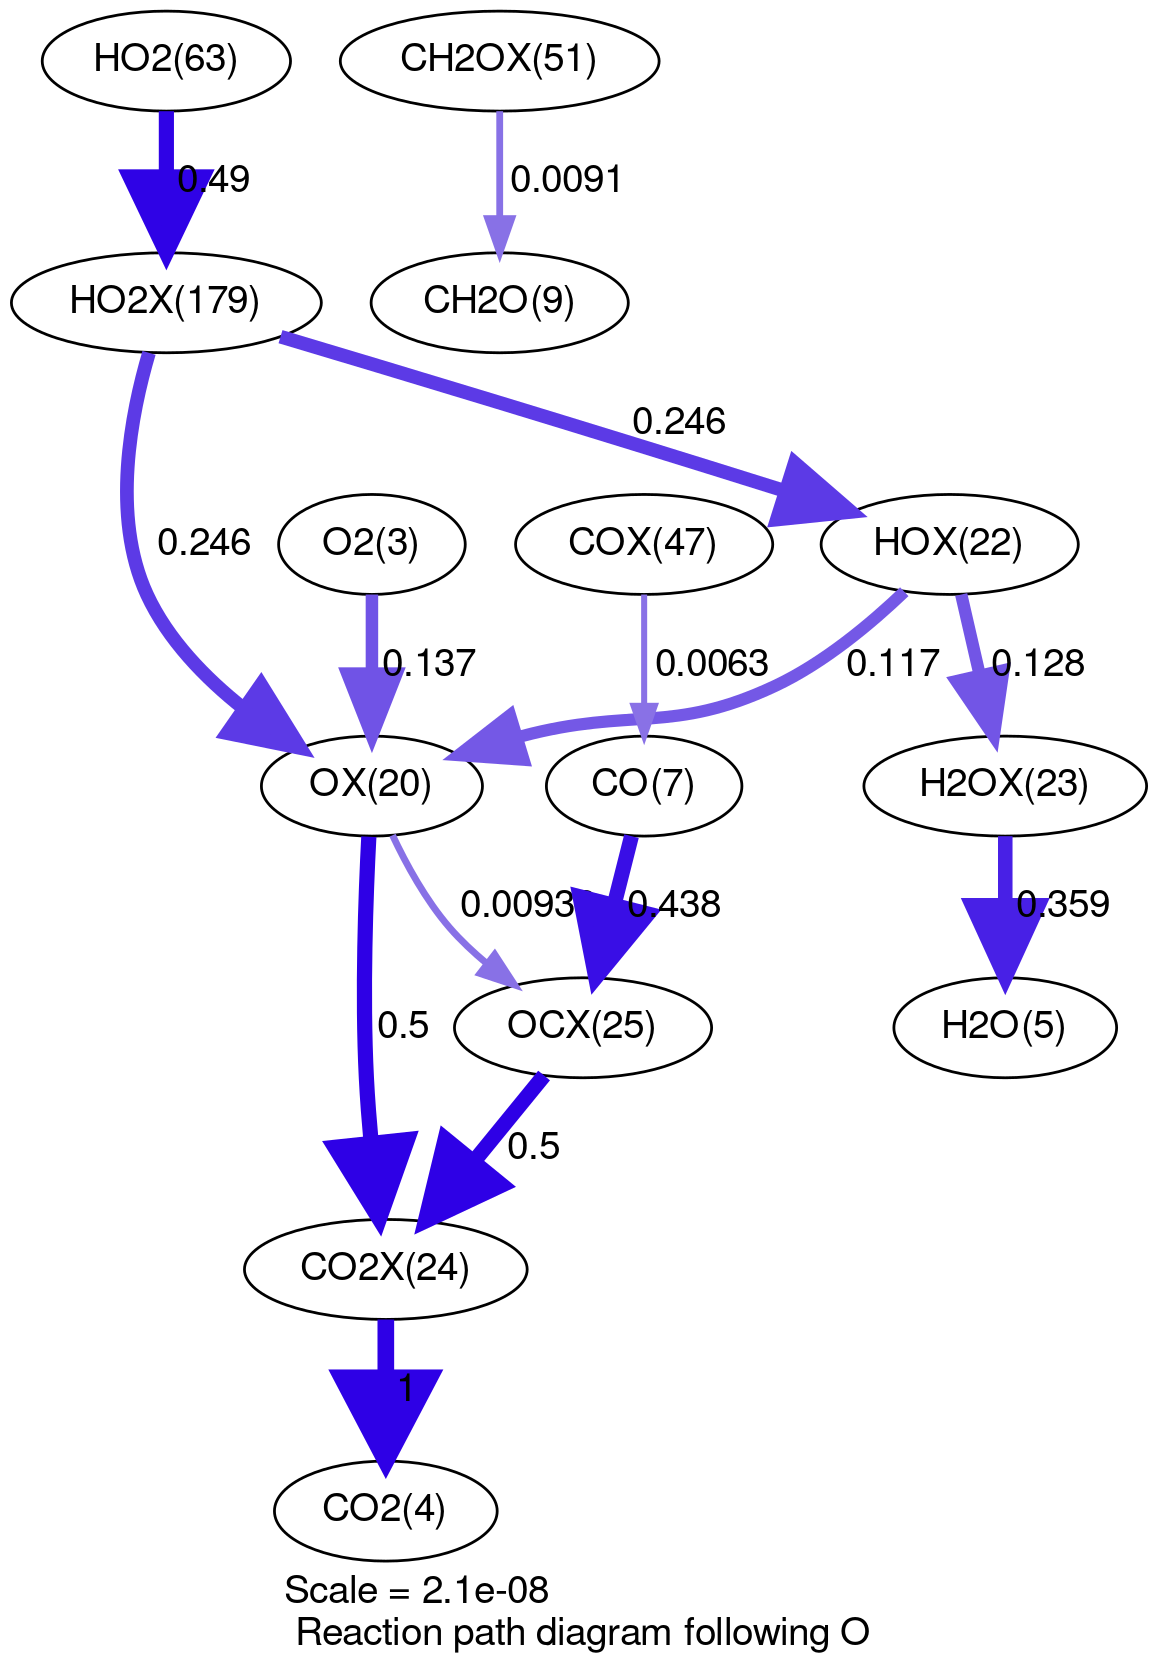 HO2(63)
CH2OX(51)
0.49
0.0091
HO2X(179)
CH2O(9)
0.246
0.246
O2(3)
COX(47)
HOX(22)
0.137
0.0063
0.117
0.128
OX(20)
CO(7)
H2OX(23)
0.438
0.359
0.5
OCX(25)
H2O(5)
0.5
CO2X(24)
1
CO2(4)
Scale = 2.1e-08
Reaction path diagram following O